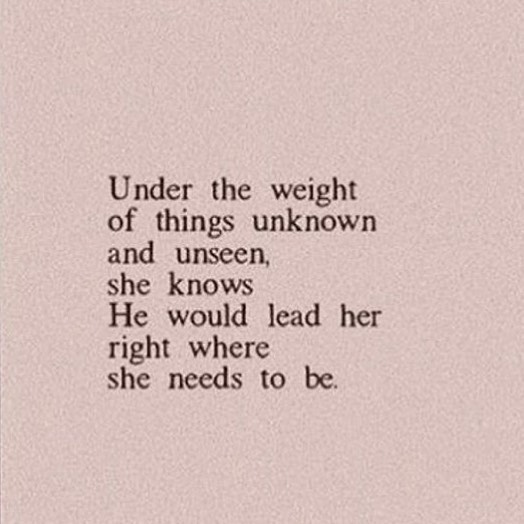 Under the weight
of things unknown
and unseen,
she knows
He would lead her
right where
she needs to be.